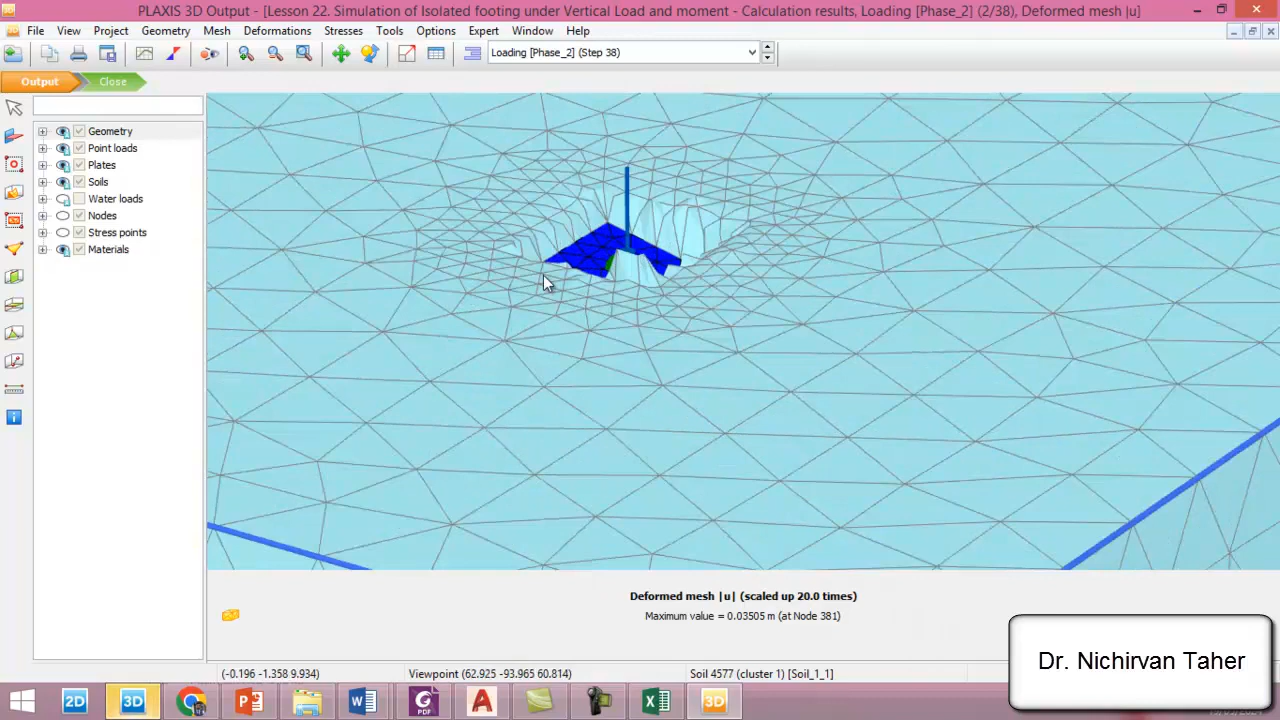 PLAXIS 3D Output - [Lesson 22. Simulation of Isolated footing under Vertical Load and moment - Calculation results, Loading [Phase_2] (2/38), Deformed mesh |u|]
File View Project Geometry Mesh Deformations Stresses Tools Options Expert Window Help
Loading [Phase_2] (Step 38)
Output Close
Geometry
Point loads
Plates
Soils
Water loads
Nodes
Stress points
Materials
Deformed mesh |u| (scaled up 20.0 times)
Maximum value = 0.03505 m (at Node 381)
Dr. Nichirvan Taher
(-0.196 -1.358 9.934) Viewpoint (62.925 -93.965 60.814) Soil 4577 (cluster 1) [Soil_1_1]
2D 3D P W PDF A X 3D